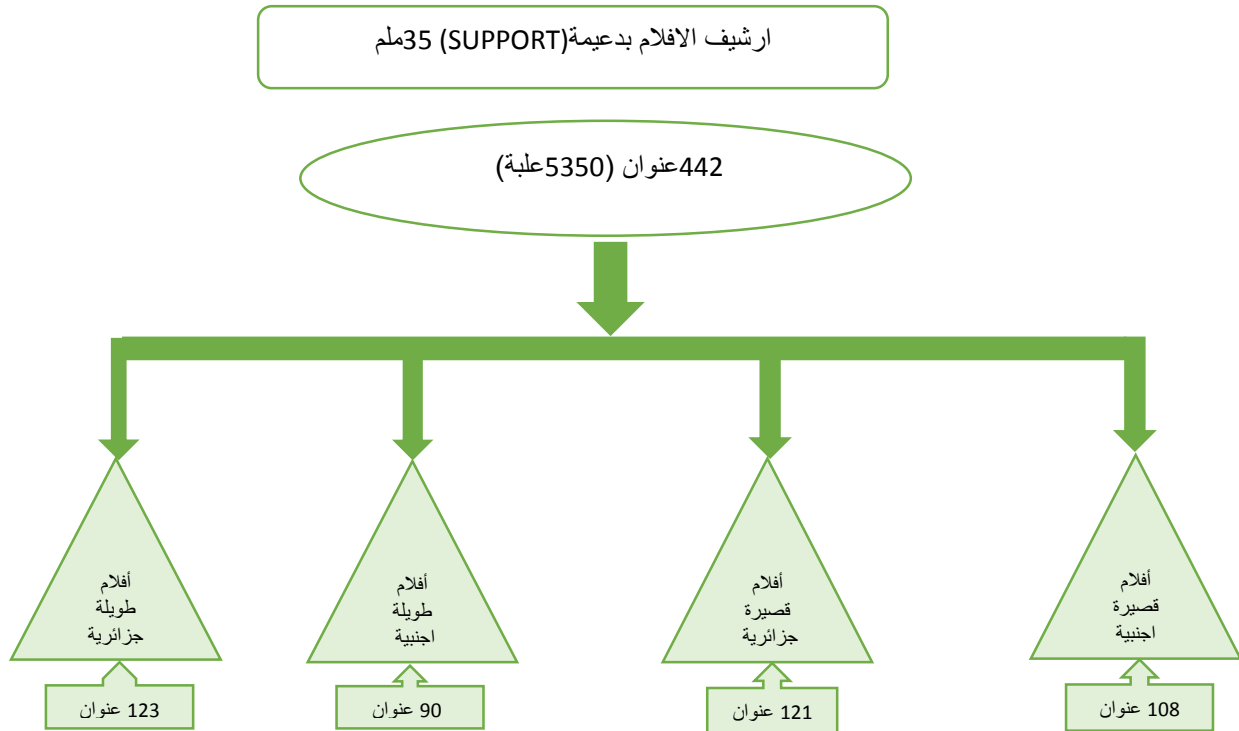 ارشيف الافلام بدعيمة(SUPPORT) 35ملم
442عنوان (5350علبة)
أفلام
قصيرة
اجنبية
108 عنوان
أفلام
قصيرة
جزائرية
121 عنوان
أفلام
طويلة
اجنبية
90 عنوان
أفلام
طويلة
جزائرية
123 عنوان